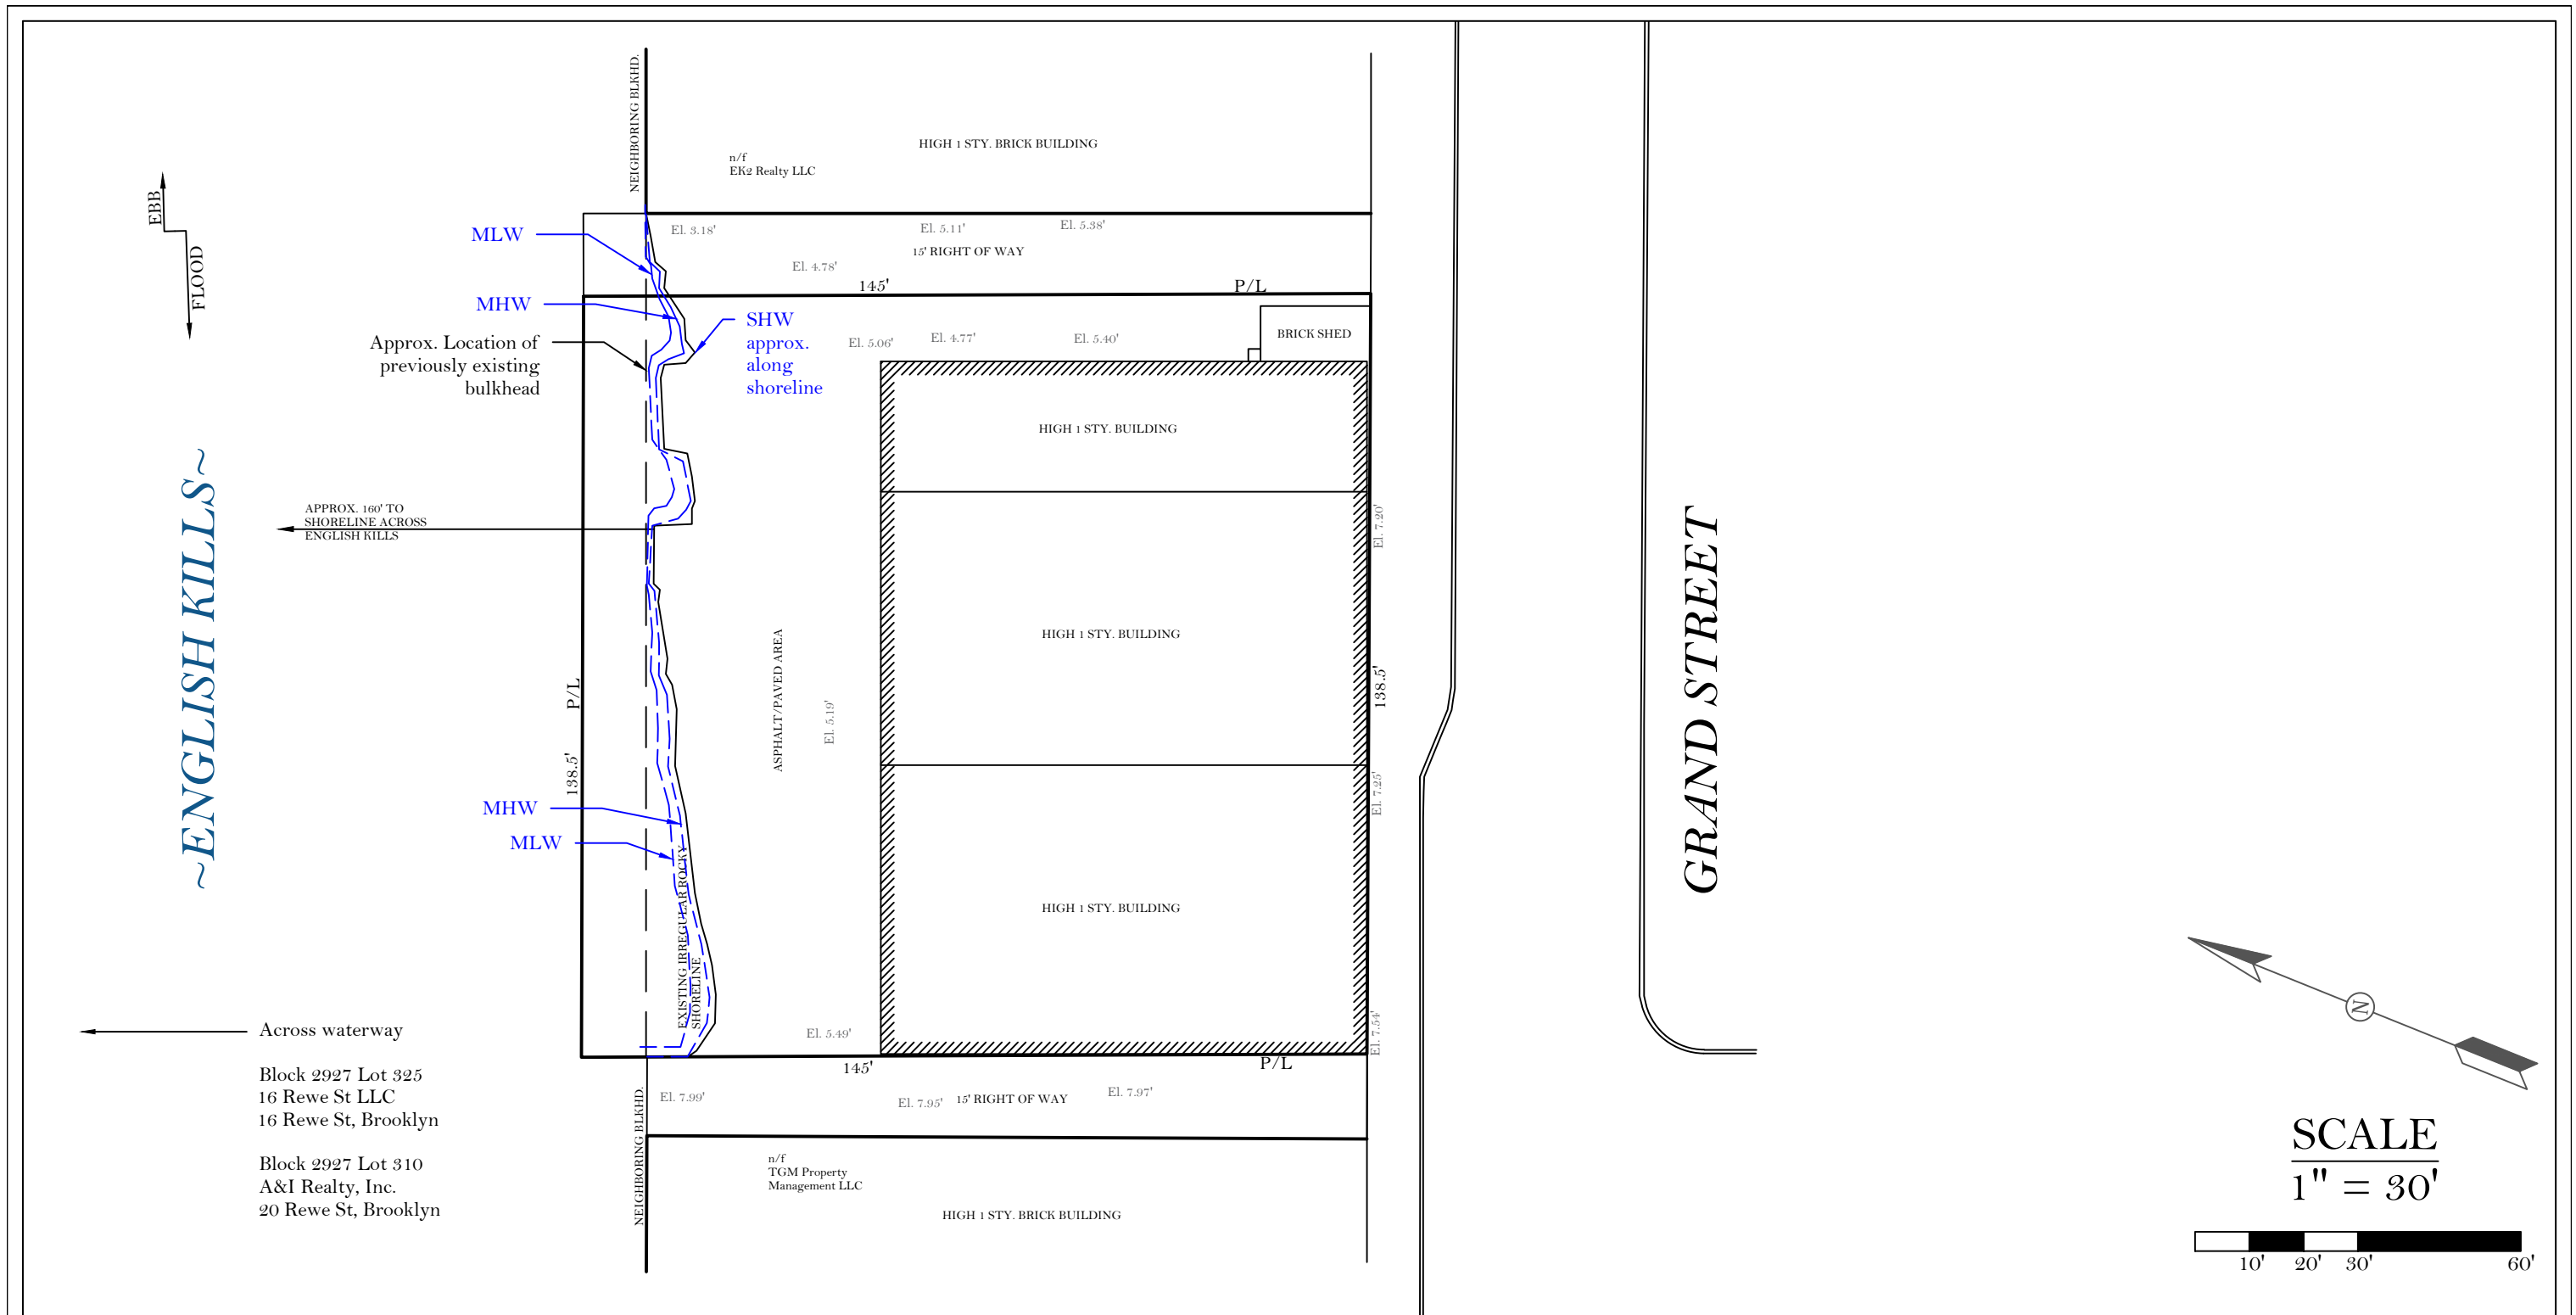 NEIGHBORING BLKHD.
HIGH 1 STY. BRICK BUILDING
n/f
EK2 Realty LLC
EBB
FLOOD
MLW
El. 3.18'
El. 5.11'
El. 5.38'
15' RIGHT OF WAY
El. 4.78'
145'
P/L
MHW
SHW
approx.
along
shoreline
Approx. Location of
previously existing
bulkhead
El. 5.06'
El. 4.77'
El. 5.40'
BRICK SHED
HIGH 1 STY. BUILDING
~ENGLISH KILLS~
APPROX. 160' TO
SHORELINE ACROSS
ENGLISH KILLS
El. 7.20'
GRAND STREET
HIGH 1 STY. BUILDING
ASPHALT/PAVED AREA
El. 5.19'
P/L
138.5'
138.5'
El. 7.25'
MHW
MLW
EXISTING IRREGULAR ROCKY
SHORELINE
HIGH 1 STY. BUILDING
El. 5.49'
El. 7.54'
145'
P/L
Across waterway
Block 2927 Lot 325
16 Rewe St LLC
16 Rewe St, Brooklyn
Block 2927 Lot 310
A&I Realty, Inc.
20 Rewe St, Brooklyn
NEIGHBORING BLKHD.
El. 7.99'
El. 7.95'
15' RIGHT OF WAY
El. 7.97'
n/f
TGM Property
Management LLC
HIGH 1 STY. BRICK BUILDING
N
SCALE
1" = 30'
10' 20' 30' 60'